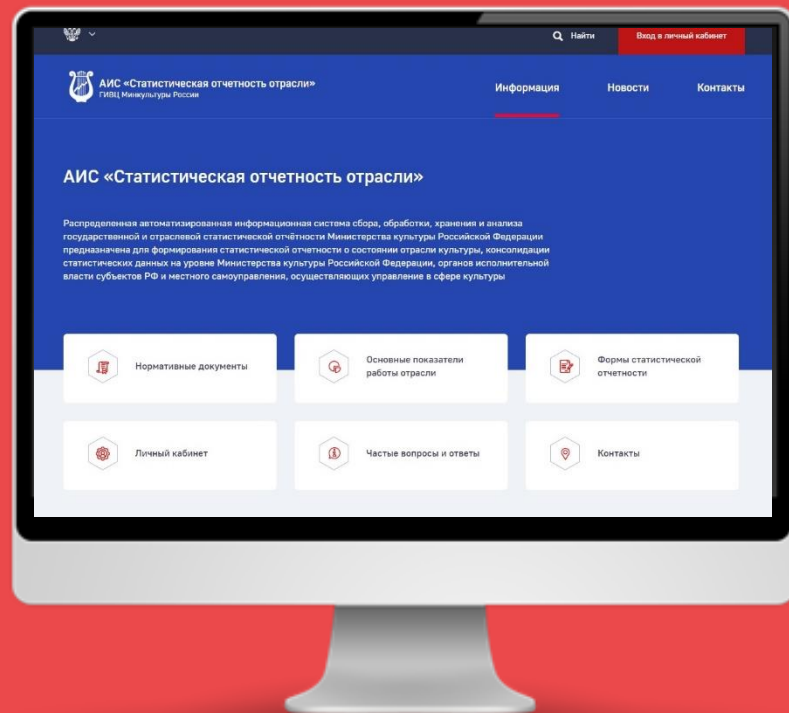 Найти
Вход в личный кабинет
АИС «Статистическая отчетность отрасли»
ГИВЦ Минкультуры России
Информация
Новости
Контакты
АИС «Статистическая отчетность отрасли»
Распределенная автоматизированная информационная система сбора, обработки, хранения и анализа
государственной и отраслевой статистической отчётности Министерства культуры Российской Федерации
предназначена для формирования статистической отчетности о состоянии отрасли культуры, консолидации
статистических данных на уровне Министерства культуры Российской Федерации, органов исполнительной
власти субъектов РФ и местного самоуправления, осуществляющих управление в сфере культуры
Нормативные документы
Основные показатели
работы отрасли
Формы статистической
отчетности
Личный кабинет
Частые вопросы и ответы
Контакты